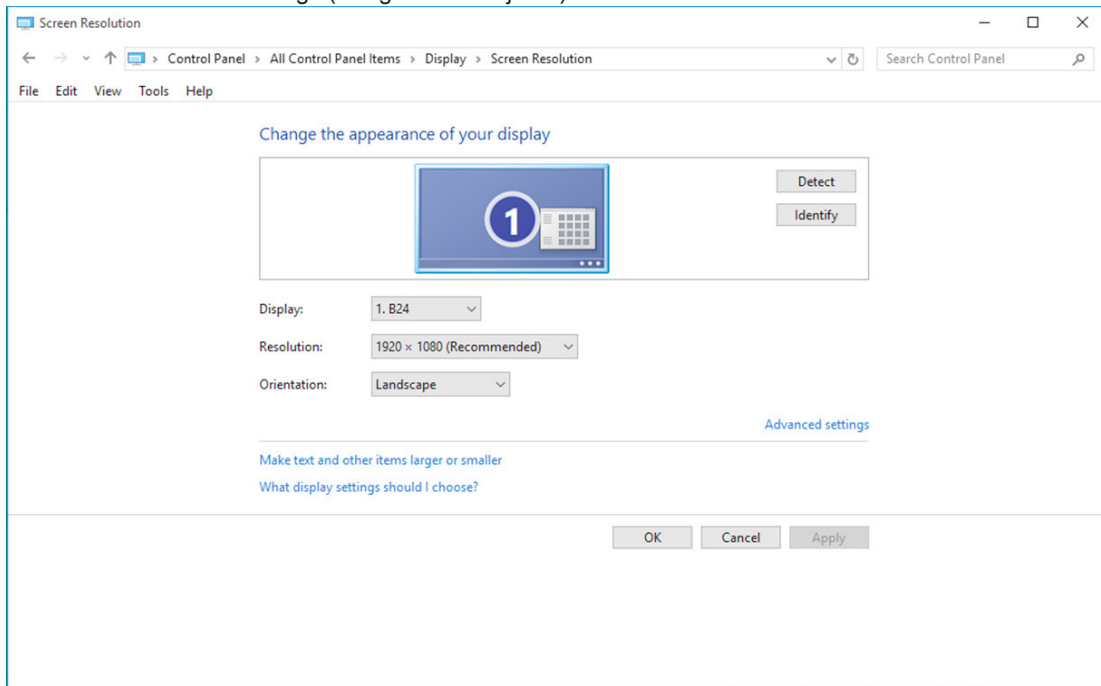 Screen Resolution
Control Panel > All Control Panel Items > Display > Screen Resolution
Search Control Panel
File Edit View Tools Help
Change the appearance of your display
1
Detect
Identify
Display: 1. B24
Resolution: 1920 × 1080 (Recommended)
Orientation: Landscape
Advanced settings
Make text and other items larger or smaller
What display settings should I choose?
OK Cancel Apply